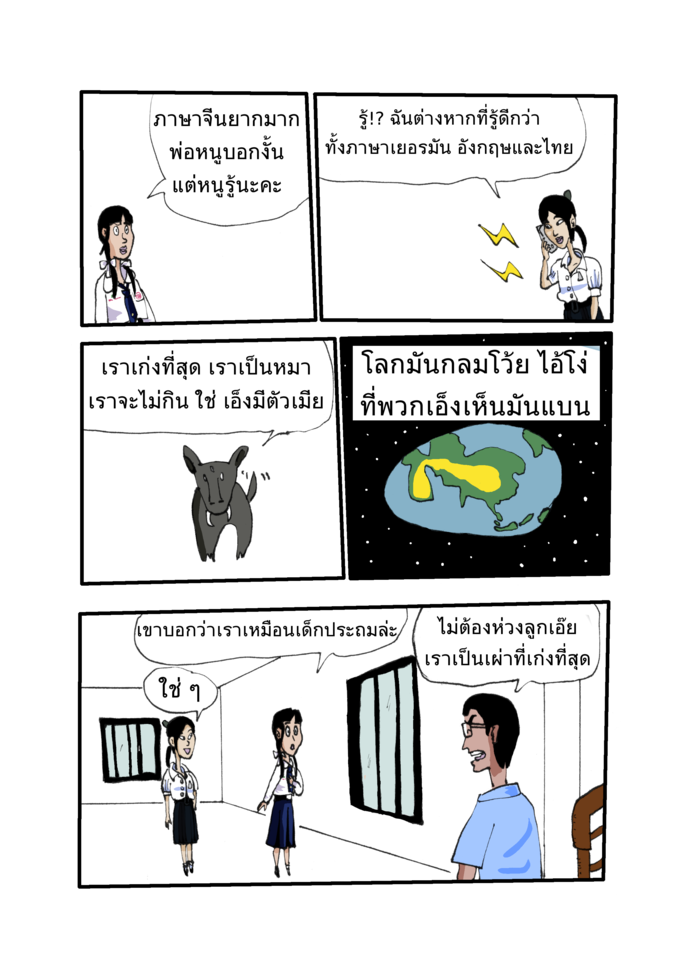 ภาษาจีนยากมาก
พ่อหนูบอกงั้น
แต่หนูรู้นะคะ
รู้!? ฉันต่างหากที่รู้ดีกว่า
ทั้งภาษาเยอรมัน อังกฤษและไทย
เราเก่งที่สุด เราเป็นหมา
เราจะไม่กิน ใช่ เอ็งมีตัวเมีย
โลกมันกลมโว้ย ไอ้โง่
ที่พวกเอ็งเห็นมันแบน
เขาบอกว่าเราเหมือนเด็กประถมล่ะ
ใช่ ๆ
ไม่ต้องห่วงลูกเอ๊ย
เราเป็นเผ่าที่เก่งที่สุด